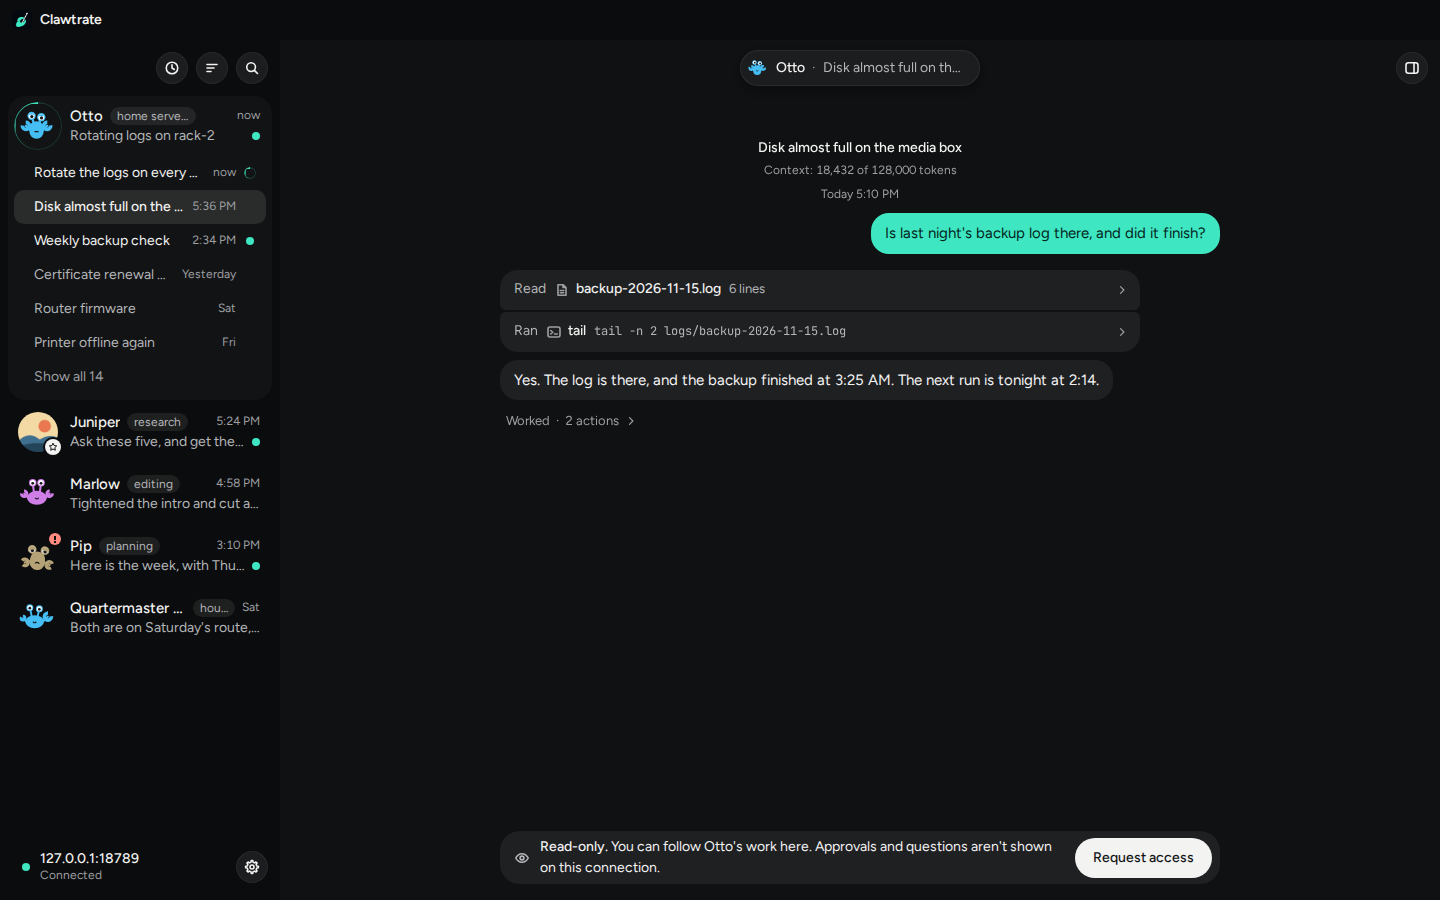 Clawtrate
Otto home serve... now
Rotating logs on rack-2
Rotate the logs on every ... now
Disk almost full on the ... 5:36 PM
Weekly backup check 2:34 PM
Certificate renewal ... Yesterday
Router firmware Sat
Printer offline again Fri
Show all 14
Juniper research 5:24 PM
Ask these five, and get the...
Marlow editing 4:58 PM
Tightened the intro and cut a...
Pip planning 3:10 PM
Here is the week, with Thu...
Quartermaster ... hou... Sat
Both are on Saturday's route,...
127.0.0.1:18789
Connected
Otto · Disk almost full on th...
Disk almost full on the media box
Context: 18,432 of 128,000 tokens
Today 5:10 PM
Is last night's backup log there, and did it finish?
Read backup-2026-11-15.log 6 lines
Ran tail tail -n 2 logs/backup-2026-11-15.log
Yes. The log is there, and the backup finished at 3:25 AM. The next run is tonight at 2:14.
Worked · 2 actions
Read-only. You can follow Otto's work here. Approvals and questions aren't shown
on this connection.
Request access